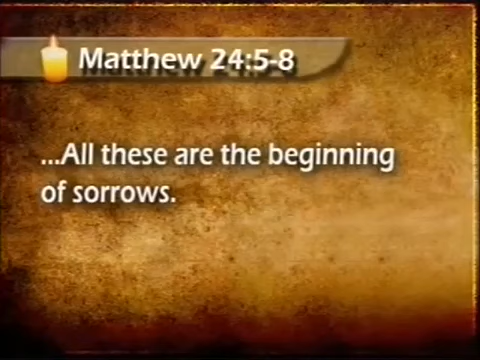 Matthew 24:5-8
...All these are the beginning
of sorrows.